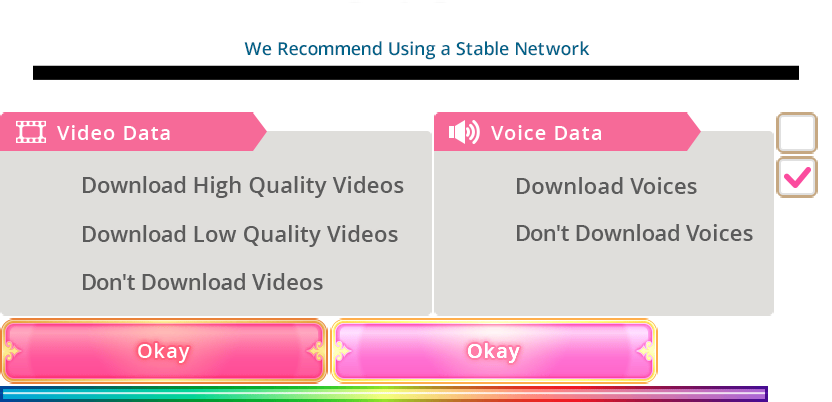 We Recommend Using a Stable Network
Video Data
Download High Quality Videos
Download Low Quality Videos
Don't Download Videos
Voice Data
Download Voices
Don't Download Voices
Okay
Okay